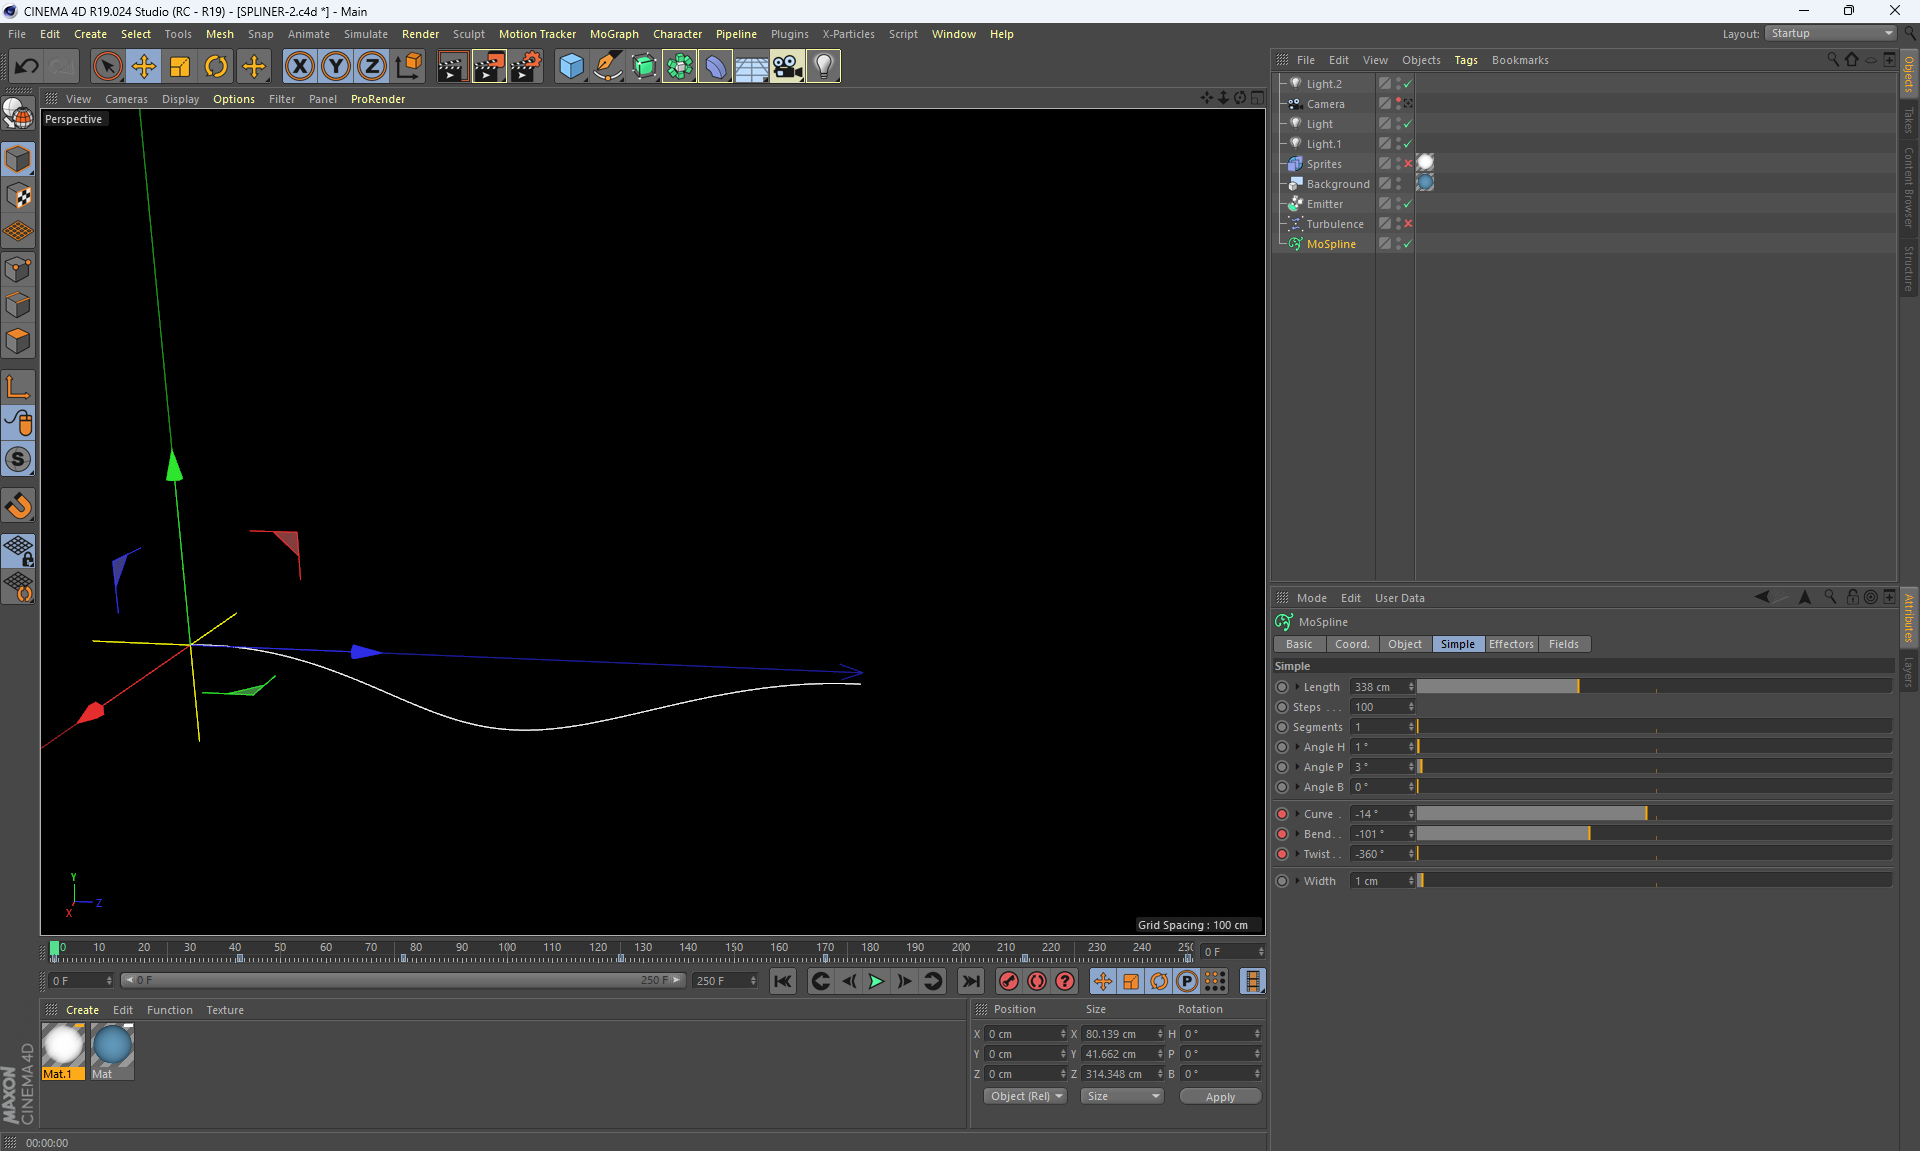 CINEMA 4D R19.024 Studio (RC - R19) - [SPLINER-2.c4d *] - Main
File Edit Create Select Tools Mesh Snap Animate Simulate Render Sculpt Motion Tracker MoGraph Character Pipeline Plugins X-Particles Script Window Help
Layout: Startup
X Y Z
File Edit View Objects Tags Bookmarks
View Cameras Display Options Filter Panel ProRender
Perspective
Light.2
Camera
Light
Light.1
Sprites
Background
Emitter
Turbulence
MoSpline
Objects
Takes
Content Browser
Structure
S
Mode Edit User Data
MoSpline
Basic Coord. Object Simple Effectors Fields
Simple
Length 338 cm
Steps . . . 100
Segments 1
Angle H 1 °
Angle P 3 °
Angle B 0 °
Curve . -14 °
Bend. . -101 °
Twist . . -360 °
Width 1 cm
Attributes
Layers
Y
Z
X
Grid Spacing : 100 cm
0 10 20 30 40 50 60 70 80 90 100 110 120 130 140 150 160 170 180 190 200 210 220 230 240 250 0 F
0 F 0 F 250 F 250 F P
Create Edit Function Texture
Mat.1 Mat
Position Size Rotation
X 0 cm X 80.139 cm H 0 °
Y 0 cm Y 41.662 cm P 0 °
Z 0 cm Z 314.348 cm B 0 °
Object (Rel) Size Apply
MAXON
CINEMA 4D
00:00:00